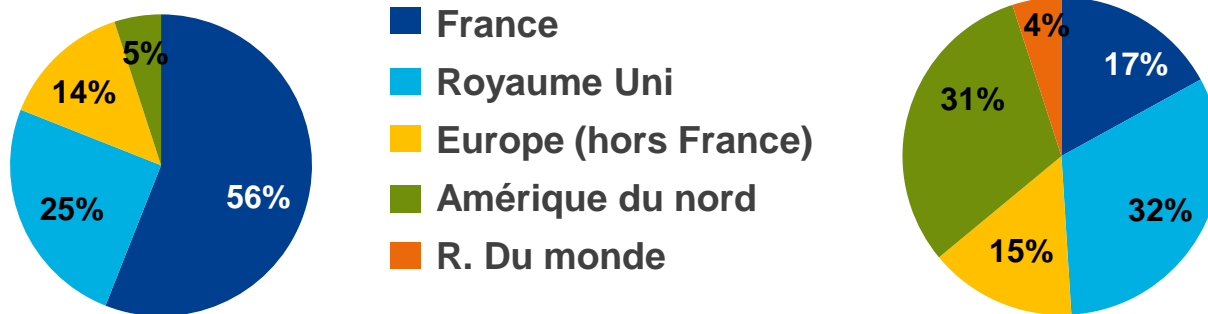 5%
14%
25%
56%
France
Royaume Uni
Europe (hors France)
Amérique du nord
R. Du monde
4%
17%
31%
32%
15%